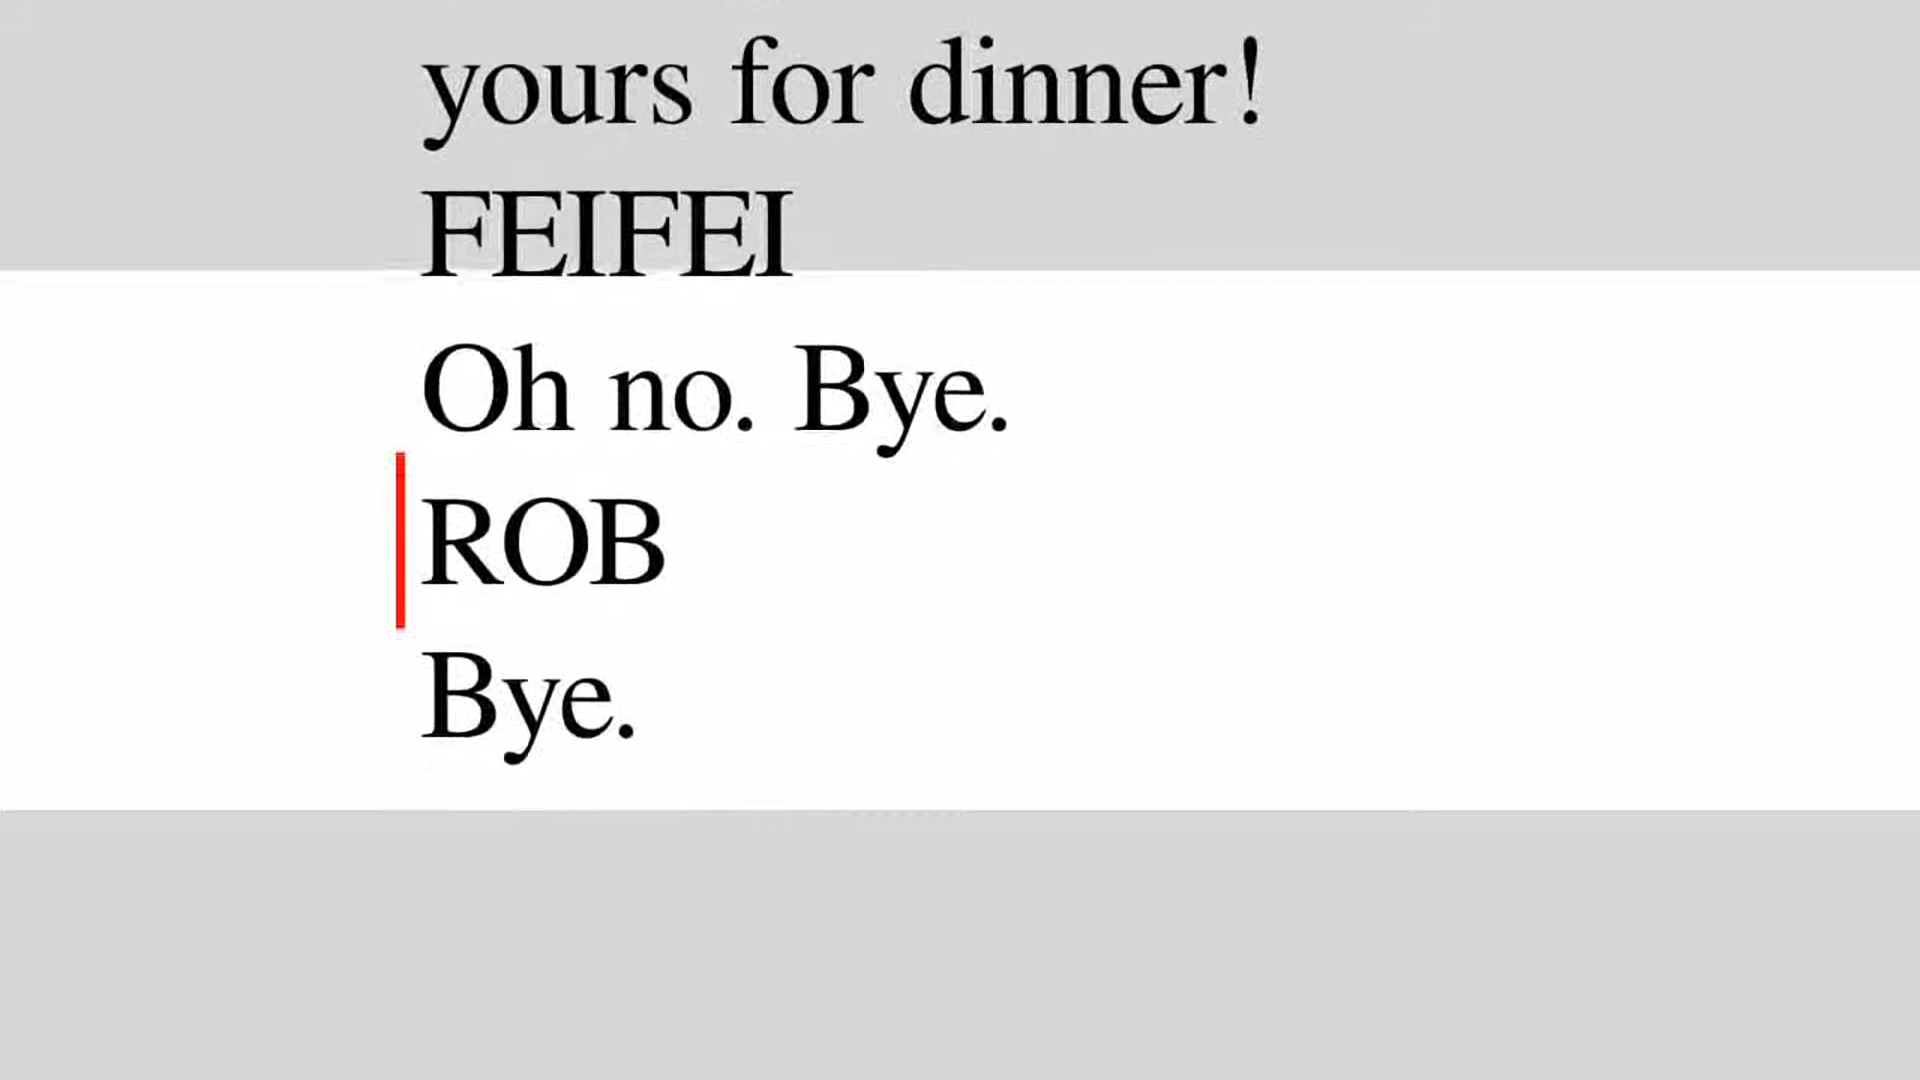 yours for dinner!
FEIFEI
Oh no. Bye.
ROB
Bye.